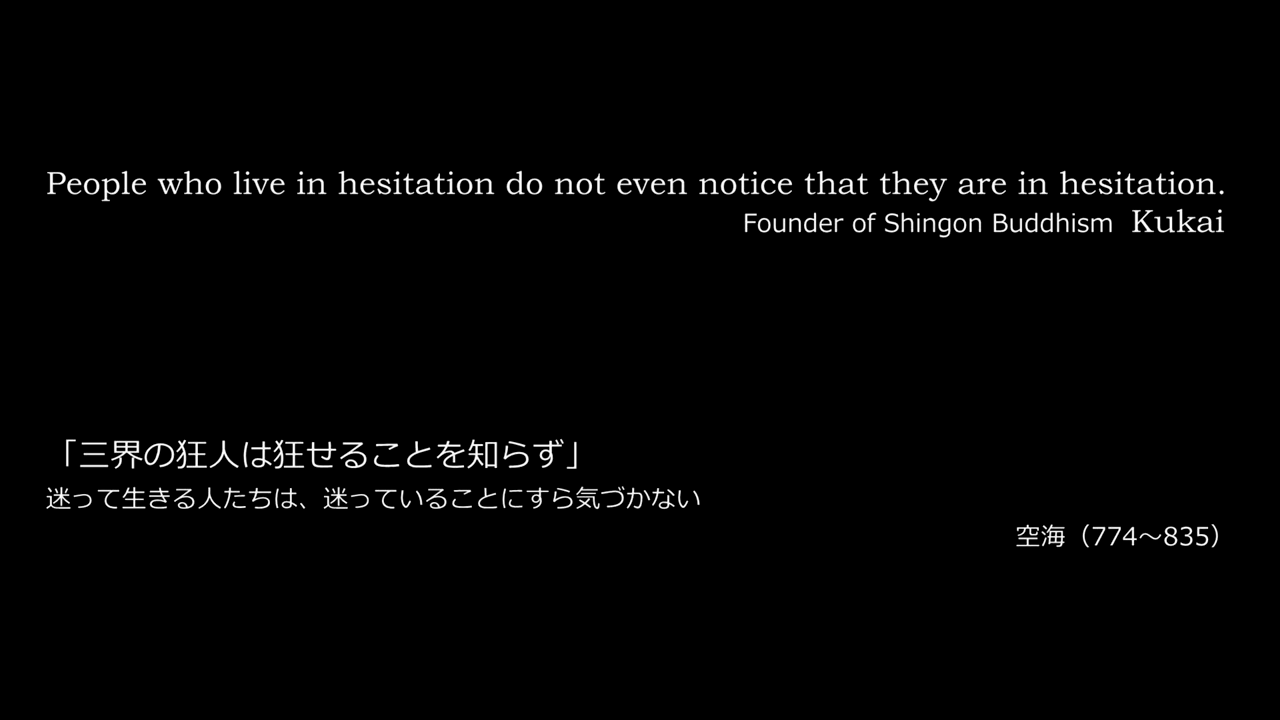 People who live in hesitation do not even notice that they are in hesitation.
Founder of Shingon Buddhism Kukai
「三界の狂人は狂せることを知らず」
迷って生きる人たちは、迷っていることにすら気づかない
空海（774～835）